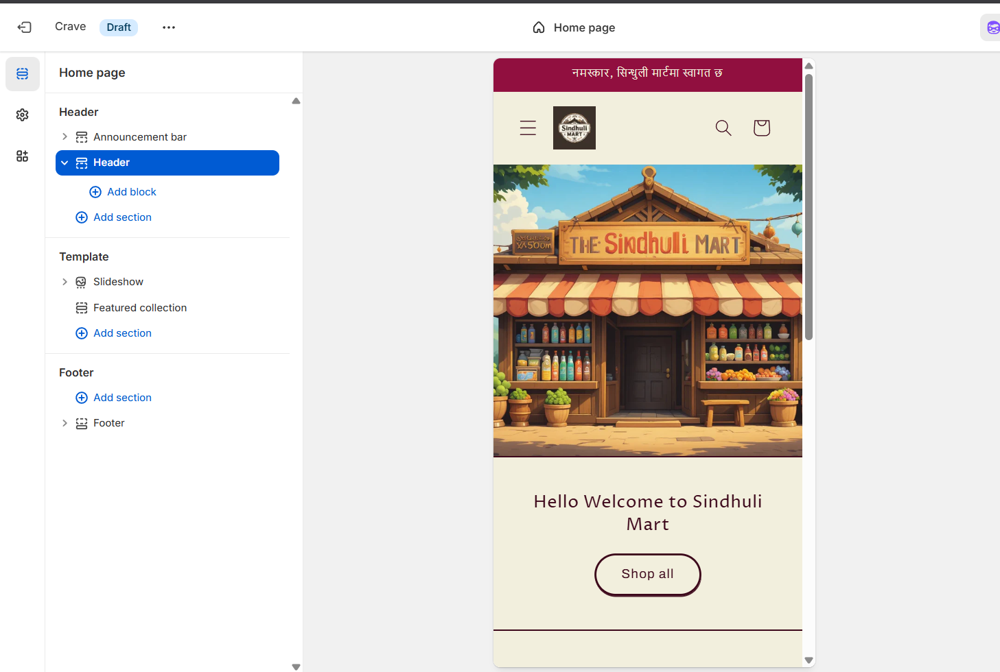 Crave
Draft
Home page
Home page
Header
Announcement bar
Header
Add block
Add section
Template
Slideshow
Featured collection
Add section
Footer
Add section
Footer
नमस्कार, सिन्धुली मार्टमा स्वागत छ
Sindhuli
MART
THE Sindhuli MART
Hello Welcome to Sindhuli
Mart
Shop all